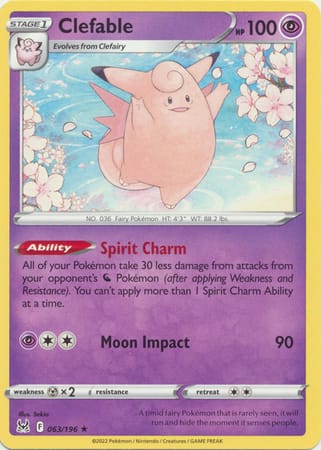 STAGE 1
Clefable
HP 100
Evolves from Clefairy
NO. 036 Fairy Pokémon HT: 4'3" WT: 88.2 lbs.
Ability Spirit Charm
All of your Pokémon take 30 less damage from attacks from
your opponent's Pokémon (after applying Weakness and
Resistance). You can't apply more than 1 Spirit Charm Ability
at a time.
Moon Impact 90
weakness ×2 resistance retreat
Illus. Sekio
F 063/196 ★
A timid fairy Pokémon that is rarely seen, it will
run and hide the moment it senses people.
©2022 Pokémon / Nintendo / Creatures / GAME FREAK